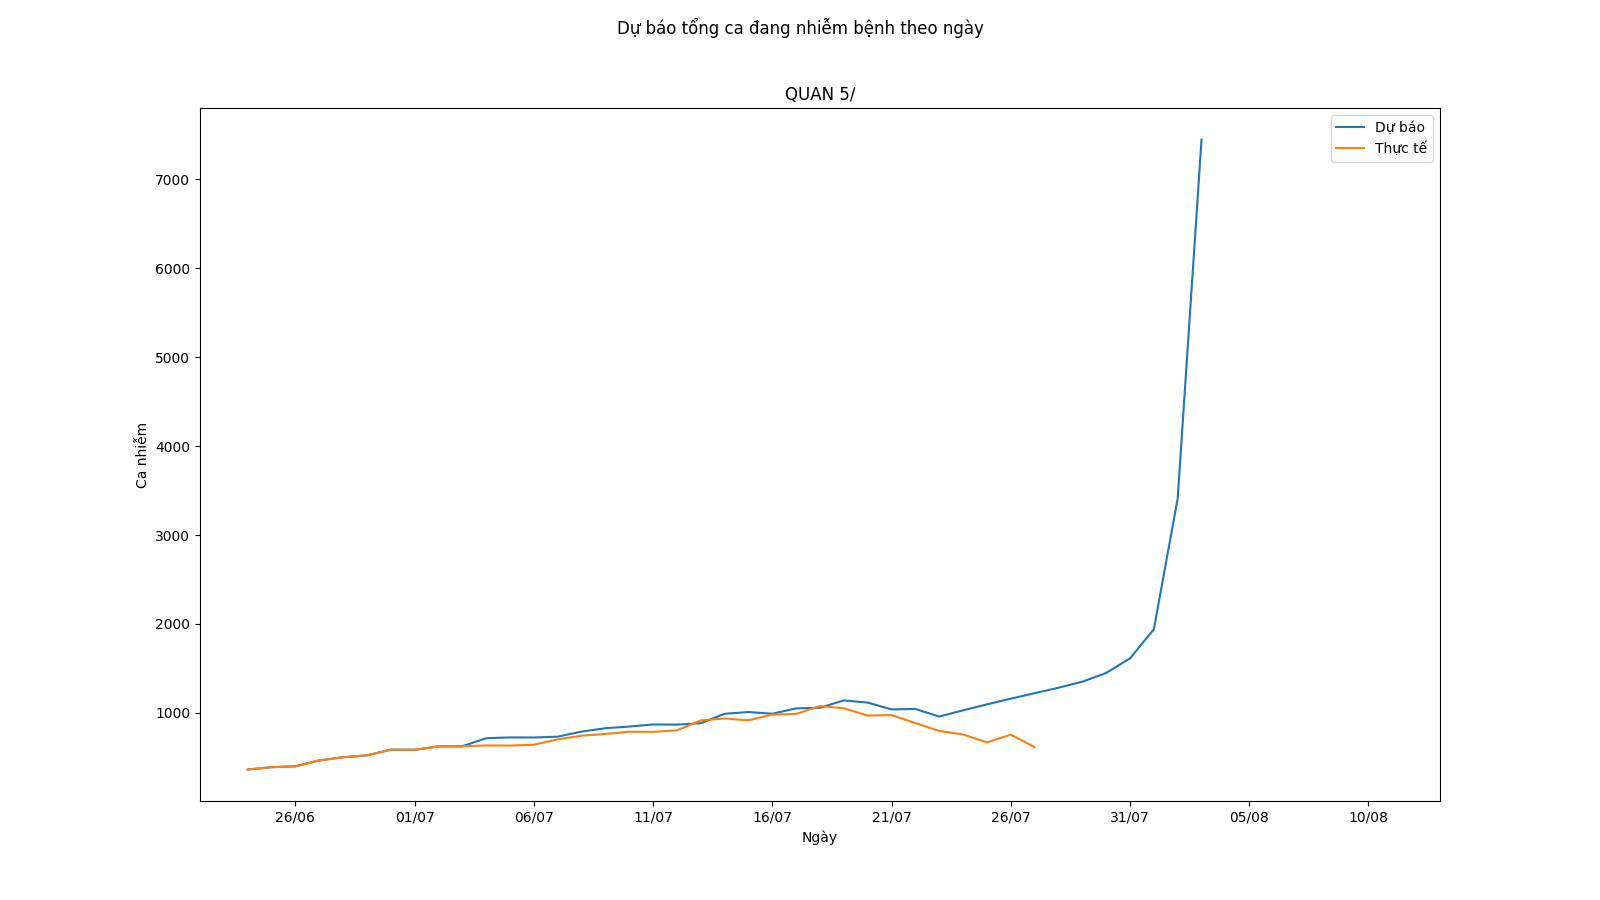 Dự báo tổng ca đang nhiễm bệnh theo ngày
QUAN 5/
Dự báo
Thực tế
7000
6000
5000
4000
3000
2000
1000
Ca nhiễm
26/06 01/07 06/07 11/07 16/07 21/07 26/07 31/07 05/08 10/08
Ngày